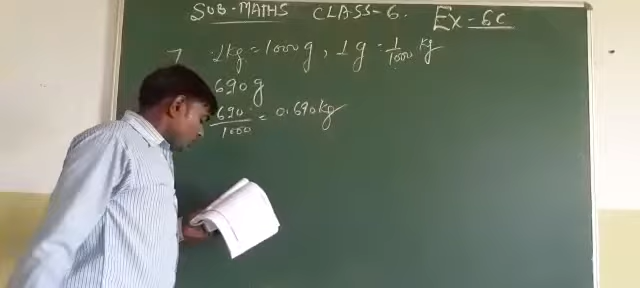 SUB-MATHS CLASS-6. Ex-6C
7. 1kg = 1000g, 1g = 1/1000 kg
690g
690/1000 = 0.690kg